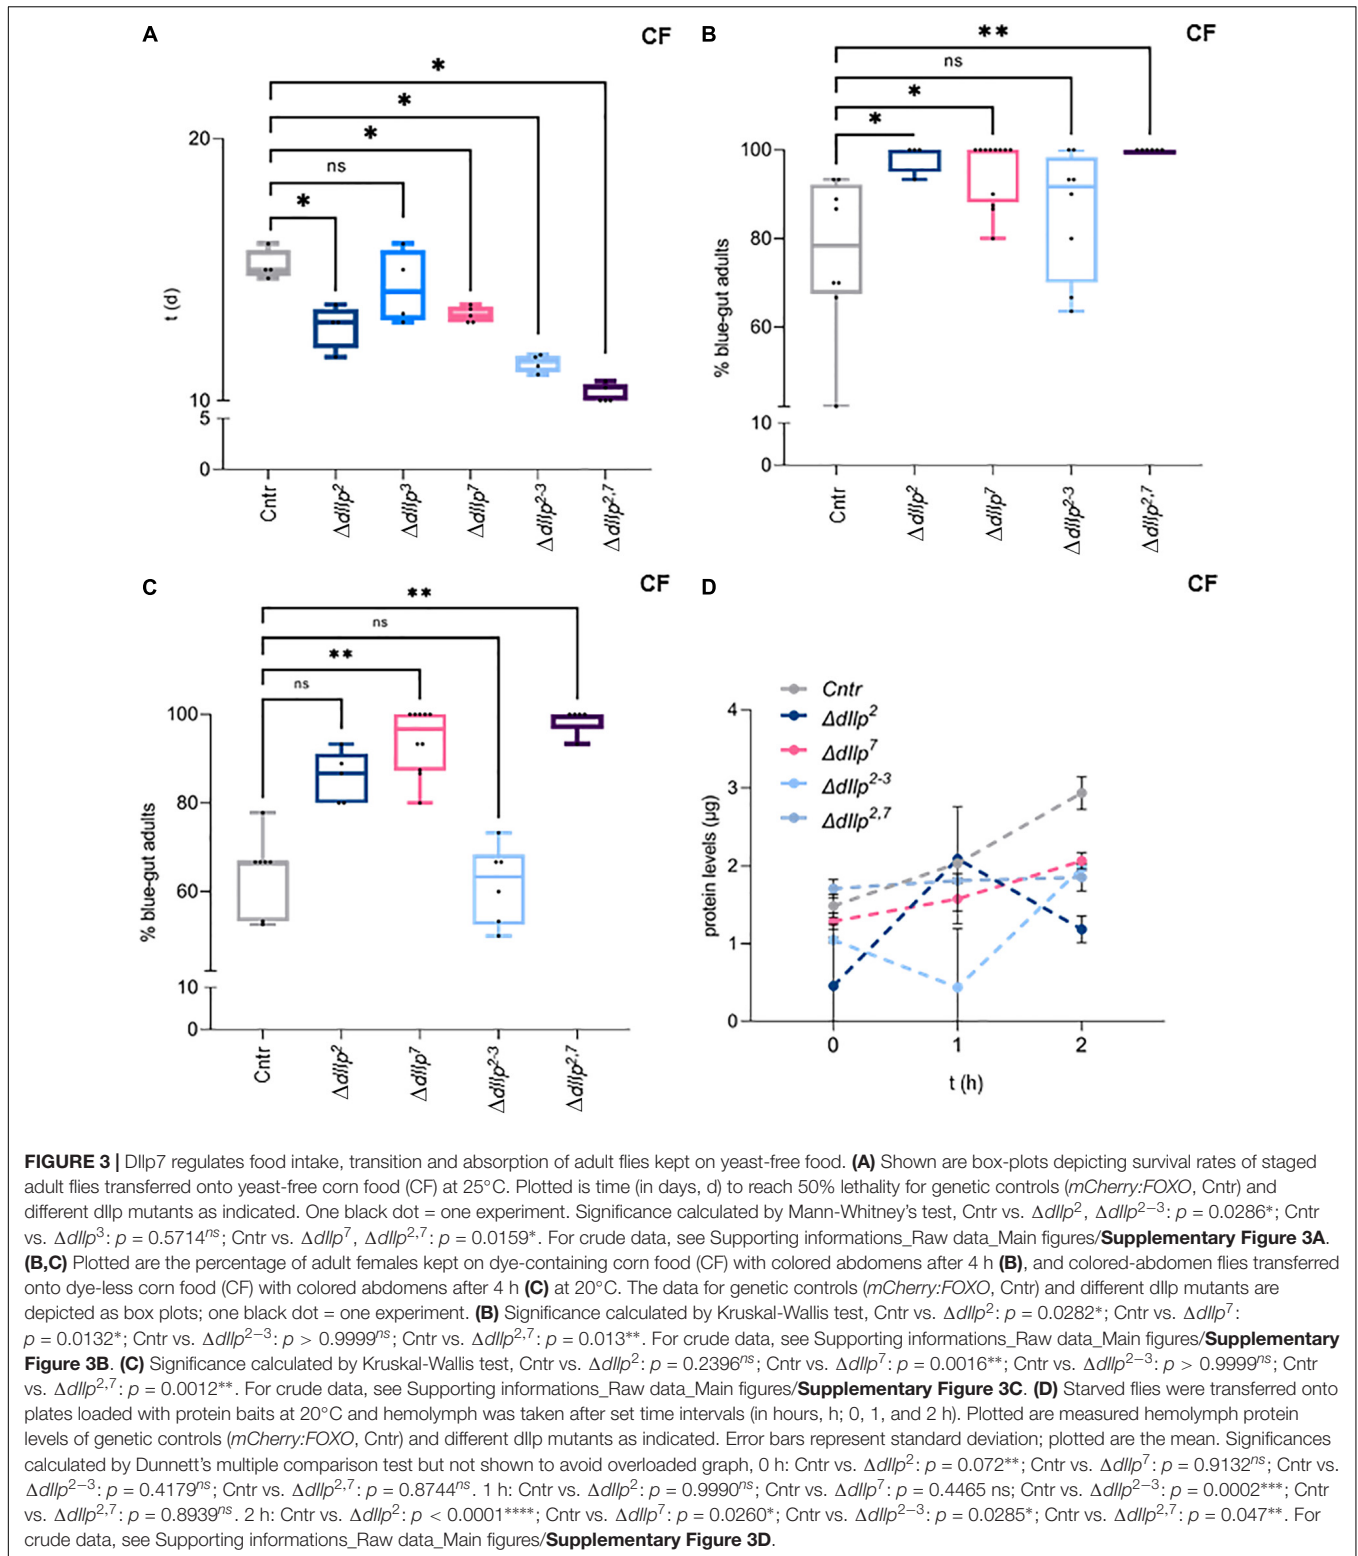 A
CF
*
*
*
ns
*
20
10
5
0
t (d)
Cntr
Δdllp²
Δdllp³
Δdllp⁷
Δdllp²⁻³
Δdllp²,⁷
B
CF
**
ns
*
*
100
80
60
10
0
% blue-gut adults
Cntr
Δdllp²
Δdllp⁷
Δdllp²⁻³
Δdllp²,⁷
C
CF
**
ns
**
ns
100
80
60
10
0
% blue-gut adults
Cntr
Δdllp²
Δdllp⁷
Δdllp²⁻³
Δdllp²,⁷
D
CF
Cntr
Δdllp²
Δdllp⁷
Δdllp²⁻³
Δdllp²,⁷
4
3
2
1
0
protein levels (µg)
0 1 2
t (h)
FIGURE 3 | Dllp7 regulates food intake, transition and absorption of adult flies kept on yeast-free food. (A) Shown are box-plots depicting survival rates of staged
adult flies transferred onto yeast-free corn food (CF) at 25°C. Plotted is time (in days, d) to reach 50% lethality for genetic controls (mCherry:FOXO, Cntr) and
different dllp mutants as indicated. One black dot = one experiment. Significance calculated by Mann-Whitney's test, Cntr vs. Δdllp², Δdllp²⁻³: p = 0.0286*; Cntr
vs. Δdllp³: p = 0.5714ⁿˢ; Cntr vs. Δdllp⁷, Δdllp²,⁷: p = 0.0159*. For crude data, see Supporting informations_Raw data_Main figures/Supplementary Figure 3A.
(B,C) Plotted are the percentage of adult females kept on dye-containing corn food (CF) with colored abdomens after 4 h (B), and colored-abdomen flies transferred
onto dye-less corn food (CF) with colored abdomens after 4 h (C) at 20°C. The data for genetic controls (mCherry:FOXO, Cntr) and different dllp mutants are
depicted as box plots; one black dot = one experiment. (B) Significance calculated by Kruskal-Wallis test, Cntr vs. Δdllp²: p = 0.0282*; Cntr vs. Δdllp⁷:
p = 0.0132*; Cntr vs. Δdllp²⁻³: p > 0.9999ⁿˢ; Cntr vs. Δdllp²,⁷: p = 0.013**. For crude data, see Supporting informations_Raw data_Main figures/Supplementary
Figure 3B. (C) Significance calculated by Kruskal-Wallis test, Cntr vs. Δdllp²: p = 0.2396ⁿˢ; Cntr vs. Δdllp⁷: p = 0.0016**; Cntr vs. Δdllp²⁻³: p > 0.9999ⁿˢ; Cntr
vs. Δdllp²,⁷: p = 0.0012**. For crude data, see Supporting informations_Raw data_Main figures/Supplementary Figure 3C. (D) Starved flies were transferred onto
plates loaded with protein baits at 20°C and hemolymph was taken after set time intervals (in hours, h; 0, 1, and 2 h). Plotted are measured hemolymph protein
levels of genetic controls (mCherry:FOXO, Cntr) and different dllp mutants as indicated. Error bars represent standard deviation; plotted are the mean. Significances
calculated by Dunnett's multiple comparison test but not shown to avoid overloaded graph, 0 h: Cntr vs. Δdllp²: p = 0.072**; Cntr vs. Δdllp⁷: p = 0.9132ⁿˢ; Cntr vs.
Δdllp²⁻³: p = 0.4179ⁿˢ; Cntr vs. Δdllp²,⁷: p = 0.8744ⁿˢ. 1 h: Cntr vs. Δdllp²: p = 0.9990ⁿˢ; Cntr vs. Δdllp⁷: p = 0.4465 ns; Cntr vs. Δdllp²⁻³: p = 0.0002***; Cntr
vs. Δdllp²,⁷: p = 0.8939ⁿˢ. 2 h: Cntr vs. Δdllp²: p < 0.0001****; Cntr vs. Δdllp⁷: p = 0.0260*; Cntr vs. Δdllp²⁻³: p = 0.0285*; Cntr vs. Δdllp²,⁷: p = 0.047**. For
crude data, see Supporting informations_Raw data_Main figures/Supplementary Figure 3D.